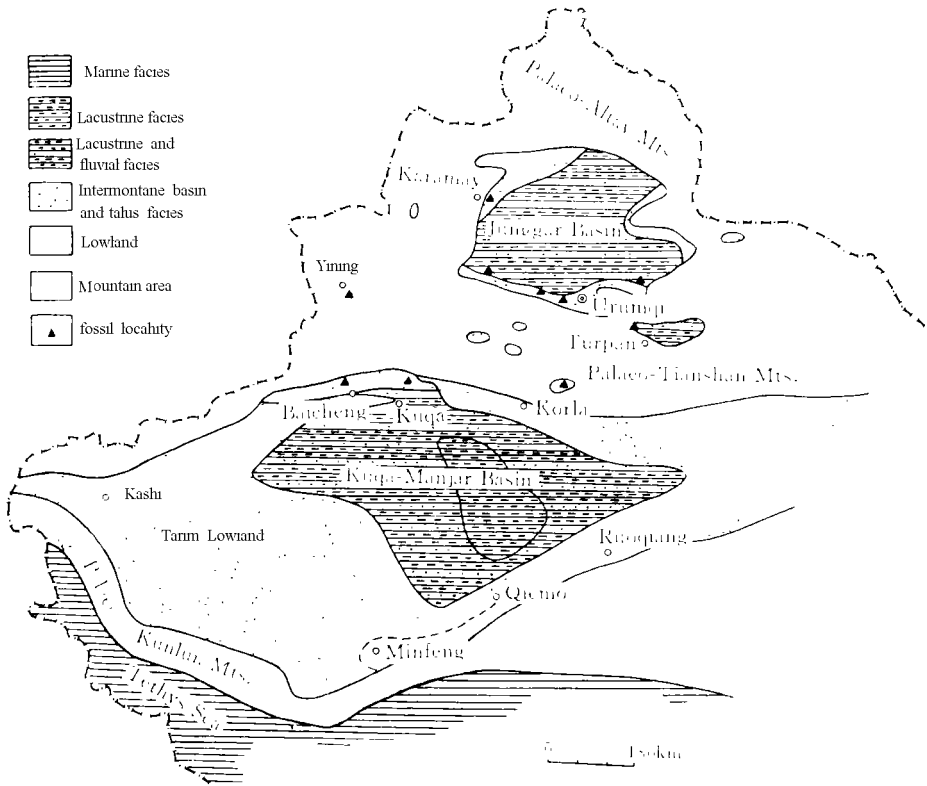 Marine facies
Lacustrine facies
Lacustrine and
fluvial facies
Intermontane basin
and talus facies
Lowland
Mountain area
fossil locality
Palaeo-Altay Mts.
Karamay
Junggar Basin
Yining
Urumqi
Turpan
Palaeo-Tianshan Mts.
Baicheng
Kuqa
Korla
Kuqa-Manjar Basin
Kashi
Tarim Lowland
Ruoqiang
Qiemo
Minfeng
Kunlun Mts.
Tethys Sea
0